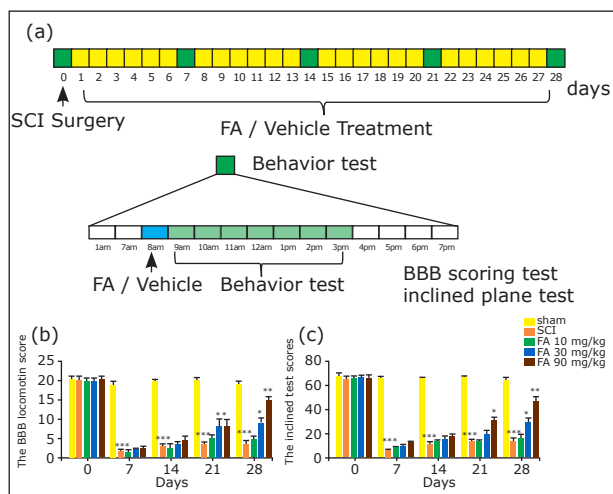 (a)
0 1 2 3 4 5 6 7 8 9 10 11 12 13 14 15 16 17 18 19 20 21 22 23 24 25 26 27 28
days
SCI Surgery
FA / Vehicle Treatment
Behavior test
1am 7am 8am 9am 10am 11am 12am 1pm 2pm 3pm 4pm 5pm 6pm 7pm
FA / Vehicle
Behavior test
BBB scoring test
inclined plane test
sham
SCI
FA 10 mg/kg
FA 30 mg/kg
FA 90 mg/kg
(b)
The BBB locomotin score
25
20
15
10
5
0
***
***
***
**
***
*
**
0 7 14 21 28
Days
(c)
The inclined test scores
80
60
40
20
0
***
***
***
*
***
*
**
0 7 14 21 28
Days